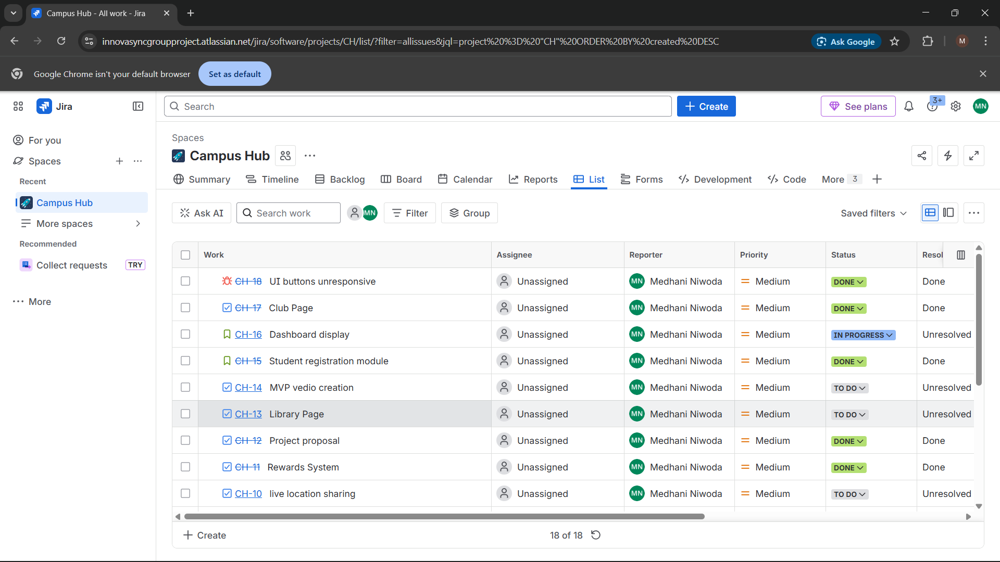 Campus Hub - All work - Jira
innovasyncgroupproject.atlassian.net/jira/software/projects/CH/list/?filter=allissues&jql=project%20%3D%20"CH"%20ORDER%20BY%20created%20DESC
Ask Google
M
Google Chrome isn't your default browser
Set as default
Jira
Search
Create
See plans
3+
MN
For you
Spaces
Recent
Campus Hub
More spaces
Recommended
Collect requests TRY
More
Spaces
Campus Hub
Summary Timeline Backlog Board Calendar Reports List Forms Development Code More 3
Ask AI Search work MN Filter Group Saved filters
Work Assignee Reporter Priority Status Resol
CH-18 UI buttons unresponsive Unassigned MN Medhani Niwoda Medium DONE Done
CH-17 Club Page Unassigned MN Medhani Niwoda Medium DONE Done
CH-16 Dashboard display Unassigned MN Medhani Niwoda Medium IN PROGRESS Unresolved
CH-15 Student registration module Unassigned MN Medhani Niwoda Medium DONE Done
CH-14 MVP vedio creation Unassigned MN Medhani Niwoda Medium TO DO Unresolved
CH-13 Library Page Unassigned MN Medhani Niwoda Medium TO DO Unresolved
CH-12 Project proposal Unassigned MN Medhani Niwoda Medium DONE Done
CH-11 Rewards System Unassigned MN Medhani Niwoda Medium DONE Done
CH-10 live location sharing Unassigned MN Medhani Niwoda Medium TO DO Unresolved
Create
18 of 18